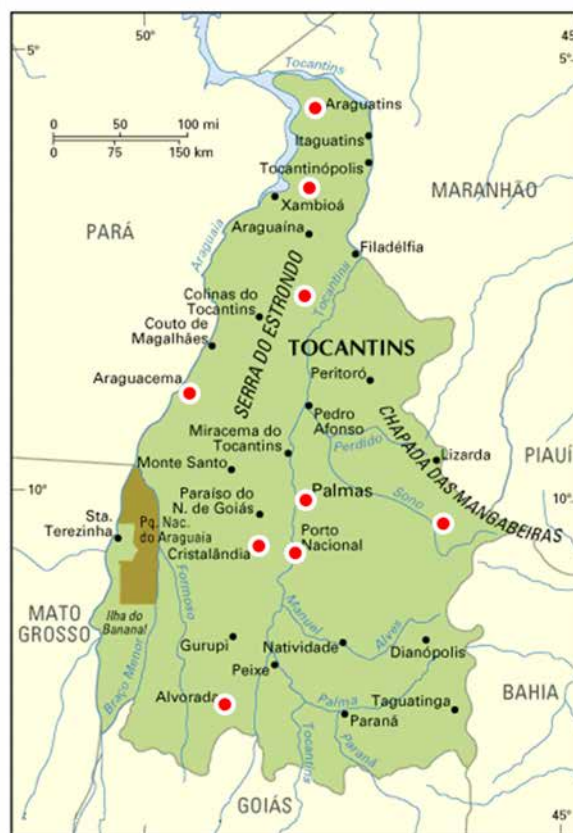 50°
45°
5°
5°
Tocantins
Araguatins
0 50 100 mi
0 75 150 km
Itaguatins
Tocantinópolis
MARANHÃO
Xambioá
PARÁ
Araguaia
Araguaína
Filadélfia
Tocantins
SERRA DO ESTRONDO
Colinas do
Tocantins
Couto de
Magalhães
TOCANTINS
Peritoró
Araguacema
Pedro
Afonso
CHAPADA DAS MANGABEIRAS
Miracema do
Tocantins
Perdido
Lizarda
PIAUÍ
Monte Santo
10°
10°
Palmas
Sono
Paraíso do
N. de Goiás
Sta.
Terezinha
Pq. Nac.
do Araguaia
Cristalândia
Porto
Nacional
MATO
GROSSO
Ilha do
Bananal
Formoso
Manuel
Alves
Gurupi
Natividade
Dianópolis
Peixe
Braço Menor
BAHIA
Alvorada
Palma
Taguatinga
Paranã
Tocantins
Paraná
GOIÁS
45°